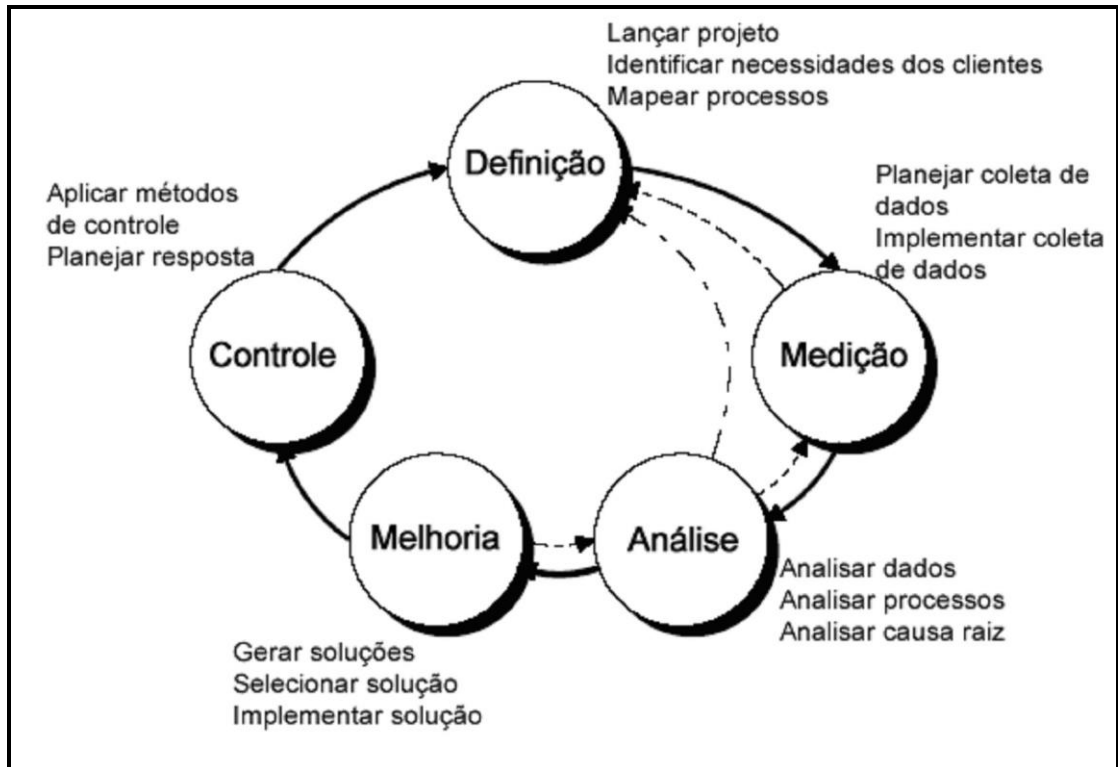 Lançar projeto
Identificar necessidades dos clientes
Mapear processos
Definição
Planejar coleta de
dados
Implementar coleta
de dados
Medição
Análise
Analisar dados
Analisar processos
Analisar causa raiz
Melhoria
Gerar soluções
Selecionar solução
Implementar solução
Controle
Aplicar métodos
de controle
Planejar resposta